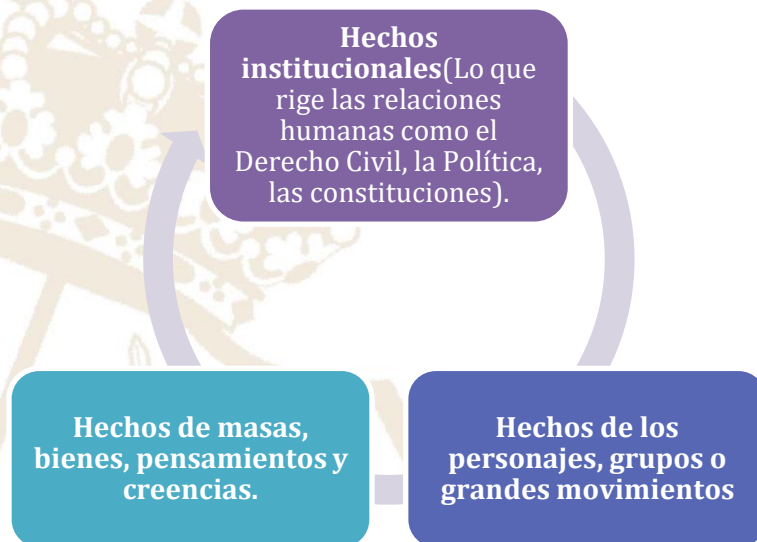 Hechos
institucionales(Lo que
rige las relaciones
humanas como el
Derecho Civil, la Política,
las constituciones).
Hechos de masas,
bienes, pensamientos y
creencias.
Hechos de los
personajes, grupos o
grandes movimientos